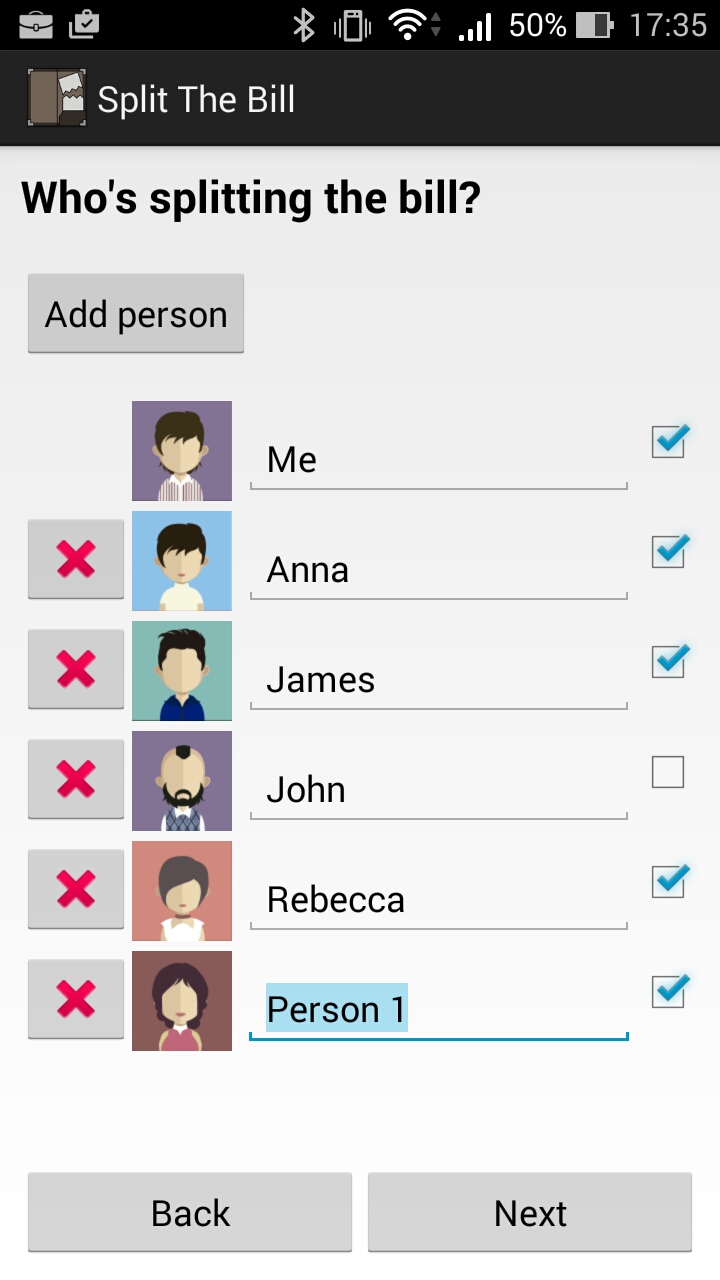 50% 17:35
Split The Bill
Who's splitting the bill?
Add person
Me
Anna
James
John
Rebecca
Person 1
Back Next